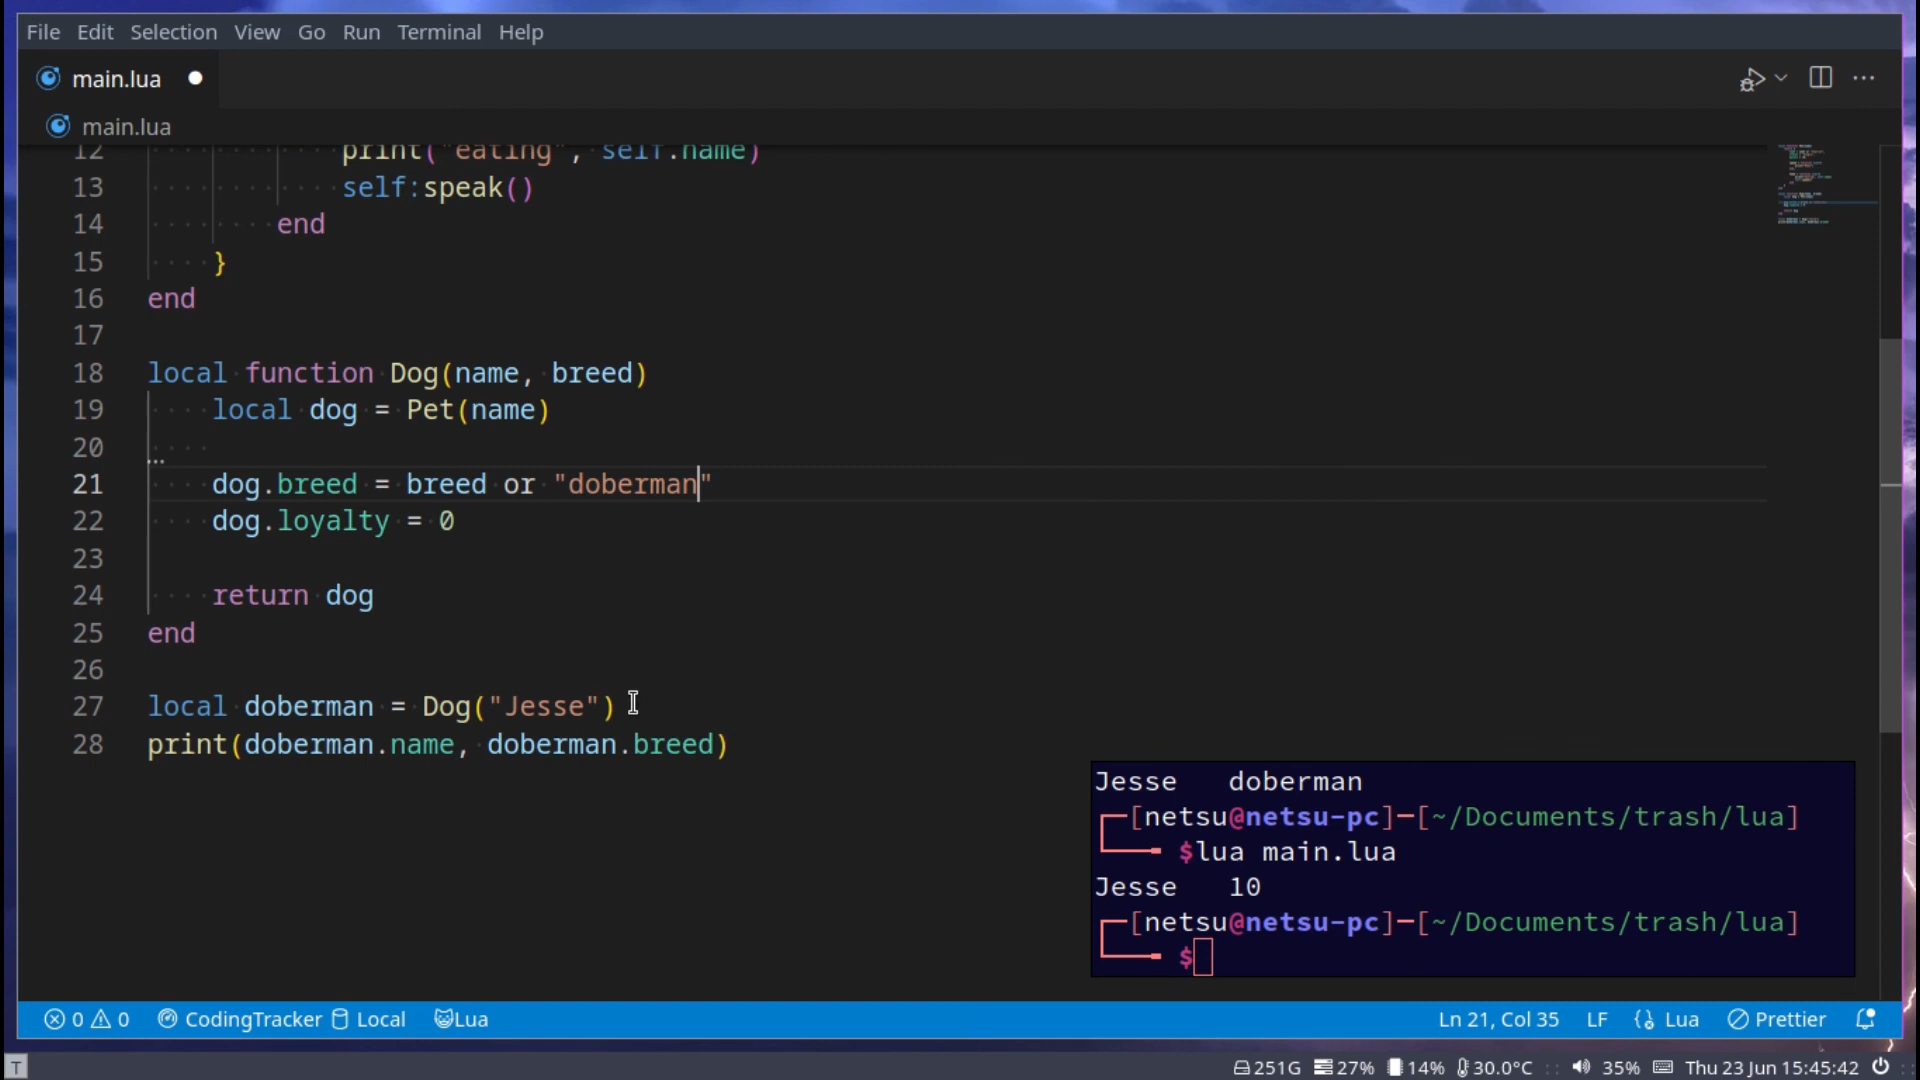 File Edit Selection View Go Run Terminal Help
main.lua
main.lua
12 print("eating", self.name)
13 self:speak()
14 end
15 }
16 end
17
18 local function Dog(name, breed)
19 local dog = Pet(name)
20
21 dog.breed = breed or "doberman"
22 dog.loyalty = 0
23
24 return dog
25 end
26
27 local doberman = Dog("Jesse")
28 print(doberman.name, doberman.breed)
Jesse doberman
[netsu@netsu-pc]-[~/Documents/trash/lua]
$lua main.lua
Jesse 10
[netsu@netsu-pc]-[~/Documents/trash/lua]
$
0 0 CodingTracker Local Lua Ln 21, Col 35 LF Lua Prettier
T 251G 27% 14% 30.0°C 35% Thu 23 Jun 15:45:42